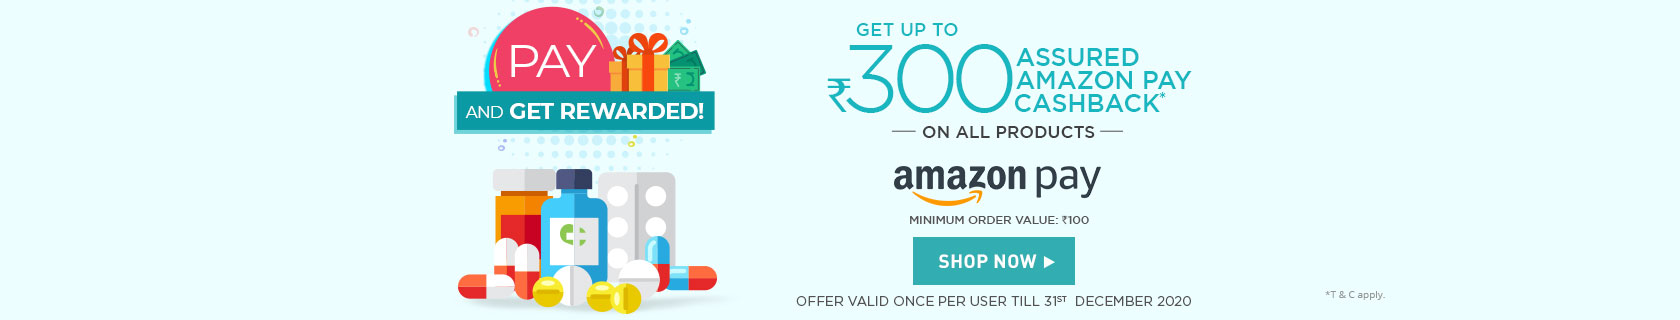 PAY
AND GET REWARDED!
GET UP TO
₹300 ASSURED
AMAZON PAY
CASHBACK*
ON ALL PRODUCTS
amazon pay
MINIMUM ORDER VALUE: ₹100
SHOP NOW ▶
OFFER VALID ONCE PER USER TILL 31ST DECEMBER 2020
*T & C apply.